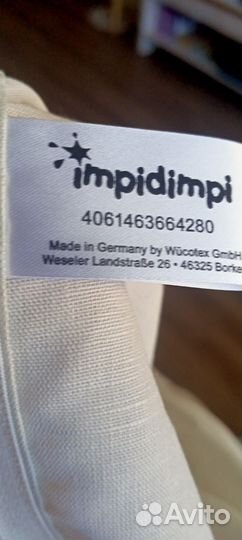 impidimpi
4061463664280
Made in Germany by Wücotex GmbH
Weseler Landstraße 26 • 46325 Borke
Avito